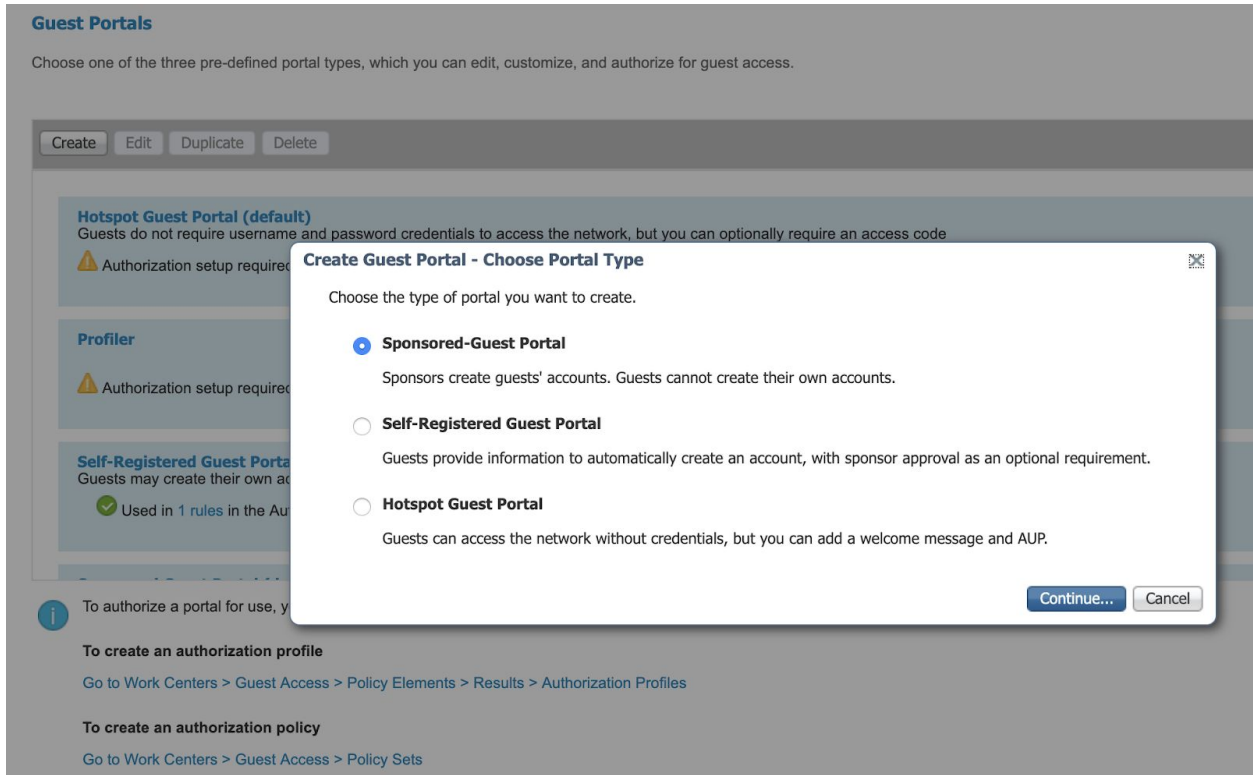 Guest Portals
Choose one of the three pre-defined portal types, which you can edit, customize, and authorize for guest access.
Create Edit Duplicate Delete
Hotspot Guest Portal (default)
Guests do not require username and password credentials to access the network, but you can optionally require an access code
Authorization setup required
Profiler
Authorization setup required
Self-Registered Guest Porta
Guests may create their own ac
Used in 1 rules in the Au
Create Guest Portal - Choose Portal Type
Choose the type of portal you want to create.
Sponsored-Guest Portal
Sponsors create guests' accounts. Guests cannot create their own accounts.
Self-Registered Guest Portal
Guests provide information to automatically create an account, with sponsor approval as an optional requirement.
Hotspot Guest Portal
Guests can access the network without credentials, but you can add a welcome message and AUP.
Continue... Cancel
To authorize a portal for use, y
To create an authorization profile
Go to Work Centers > Guest Access > Policy Elements > Results > Authorization Profiles
To create an authorization policy
Go to Work Centers > Guest Access > Policy Sets